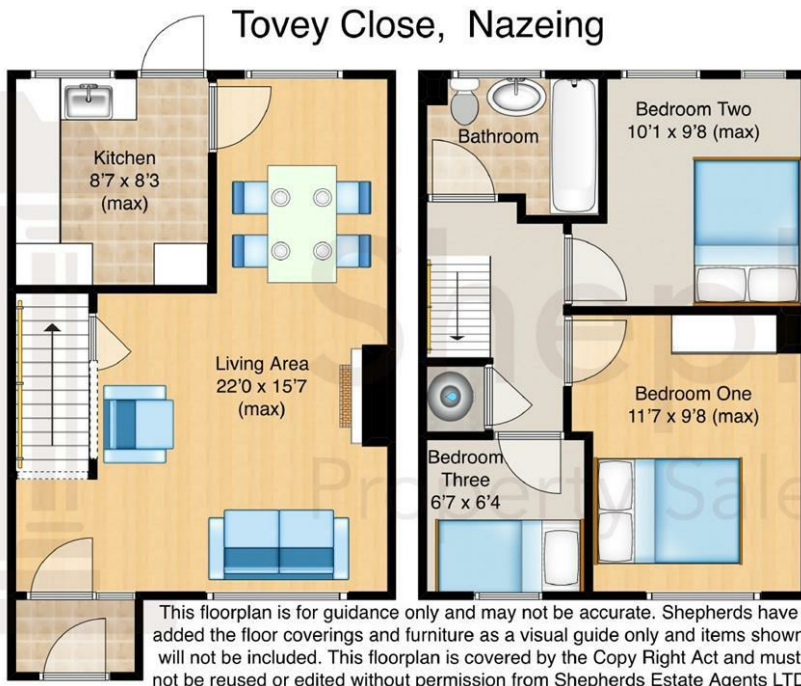 Tovey Close, Nazeing
Kitchen
8'7 x 8'3
(max)
Living Area
22'0 x 15'7
(max)
Bathroom
Bedroom Two
10'1 x 9'8 (max)
Bedroom One
11'7 x 9'8 (max)
Bedroom
Three
6'7 x 6'4
Sheph
Property Sale
This floorplan is for guidance only and may not be accurate. Shepherds have
added the floor coverings and furniture as a visual guide only and items shown
will not be included. This floorplan is covered by the Copy Right Act and must
not be reused or edited without permission from Shepherds Estate Agents LTD